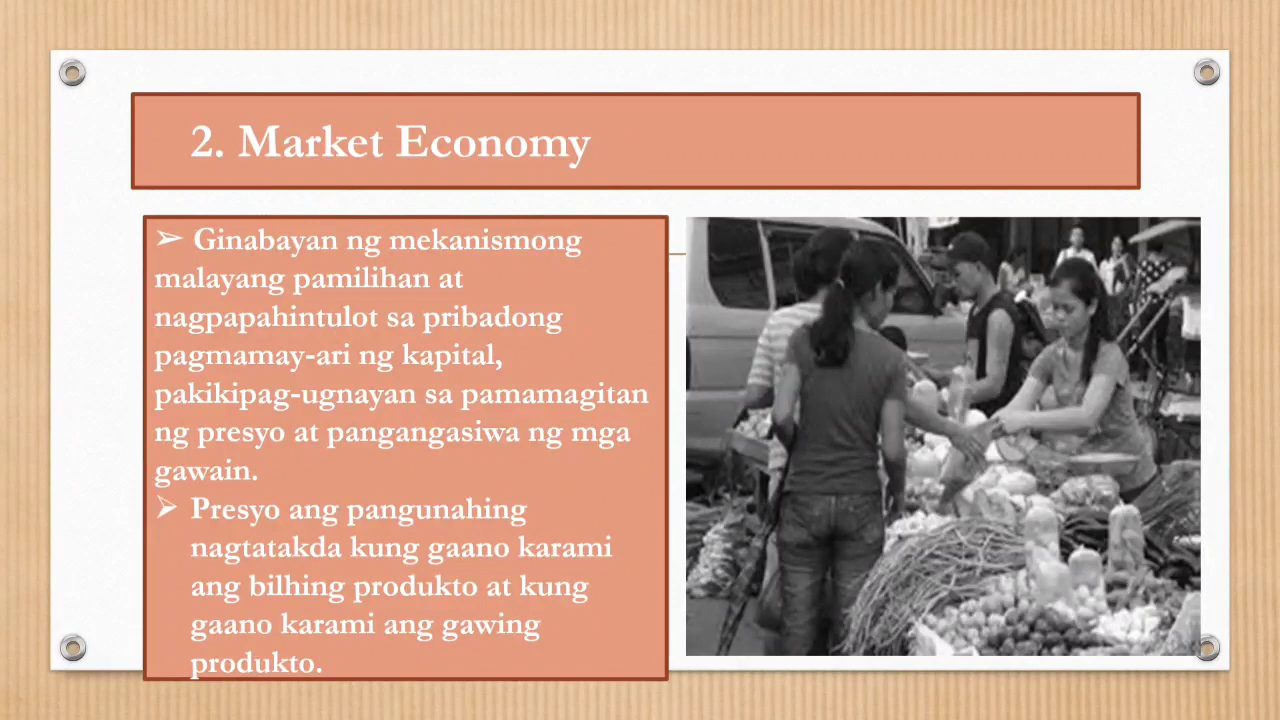 2. Market Economy
➢ Ginabayan ng mekanismong
malayang pamilihan at
nagpapahintulot sa pribadong
pagmamay-ari ng kapital,
pakikipag-ugnayan sa pamamagitan
ng presyo at pangangasiwa ng mga
gawain.
➢ Presyo ang pangunahing
nagtatakda kung gaano karami
ang bilhing produkto at kung
gaano karami ang gawing
produkto.